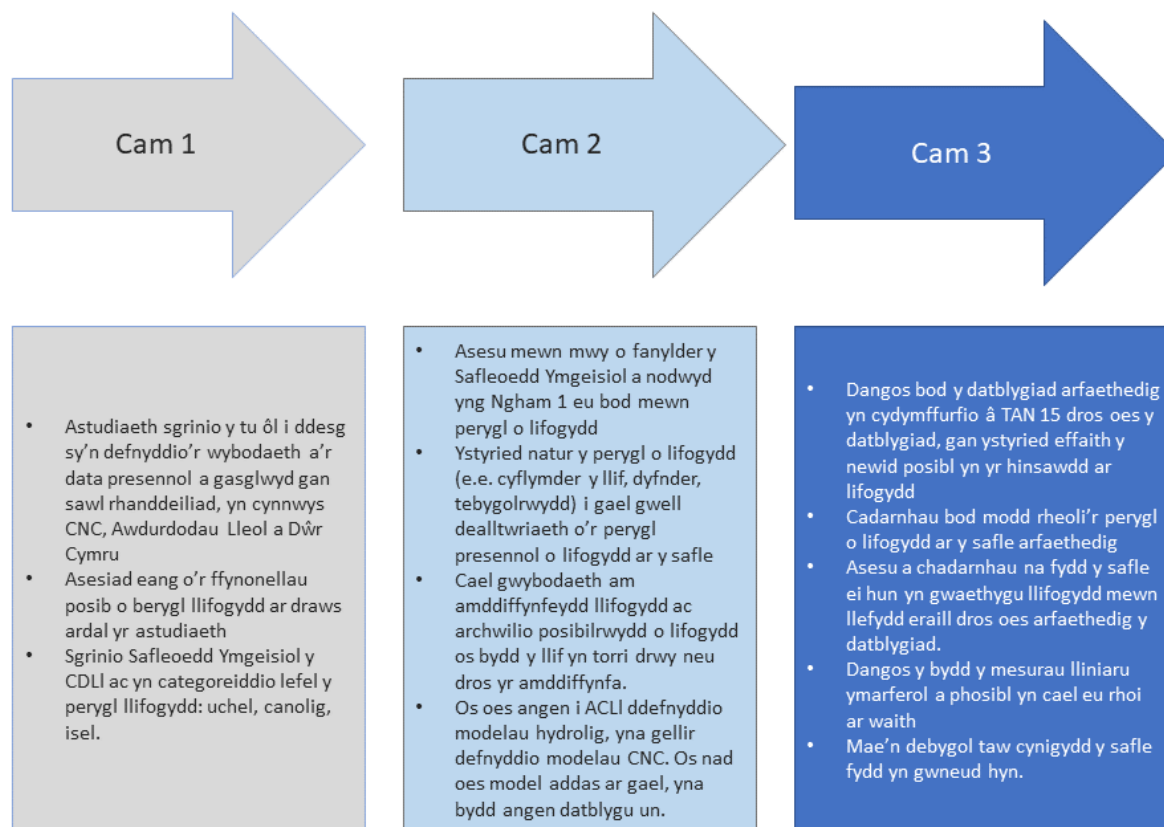 Cam 1
Cam 2
Cam 3
• Astudiaeth sgrinio y tu ôl i ddesg
sy'n defnyddio'r wybodaeth a'r
data presennol a gasglwyd gan
sawl rhanddeiliad, yn cynnwys
CNC, Awdurdodau Lleol a Dŵr
Cymru
• Asesiad eang o'r ffynonellau
posib o berygl llifogydd ar draws
ardal yr astudiaeth
• Sgrinio Safleoedd Ymgeisiol y
CDLl ac yn categoreiddio lefel y
perygl llifogydd: uchel, canolig,
isel.
• Asesu mewn mwy o fanylder y
Safleoedd Ymgeisiol a nodwyd
yng Ngham 1 eu bod mewn
perygl o lifogydd
• Ystyried natur y perygl o lifogydd
(e.e. cyflymder y llif, dyfnder,
tebygolrwydd) i gael gwell
dealltwriaeth o'r perygl
presennol o lifogydd ar y safle
• Cael gwybodaeth am
amddiffynfeydd llifogydd ac
archwilio posibilrwydd o lifogydd
os bydd y llif yn torri drwy neu
dros yr amddiffynfa.
• Os oes angen i ACLl ddefnyddio
modelau hydrolig, yna gellir
defnyddio modelau CNC. Os nad
oes model addas ar gael, yna
bydd angen datblygu un.
• Dangos bod y datblygiad arfaethedig
yn cydymffurfio â TAN 15 dros oes y
datblygiad, gan ystyried effaith y
newid posibl yn yr hinsawdd ar
lifogydd
• Cadarnhau bod modd rheoli'r perygl
o lifogydd ar y safle arfaethedig
• Asesu a chadarnhau na fydd y safle
ei hun yn gwaethygu llifogydd mewn
llefydd eraill dros oes arfaethedig y
datblygiad.
• Dangos y bydd y mesurau lliniaru
ymarferol a phosibl yn cael eu rhoi
ar waith
• Mae'n debygol taw cynigydd y safle
fydd yn gwneud hyn.